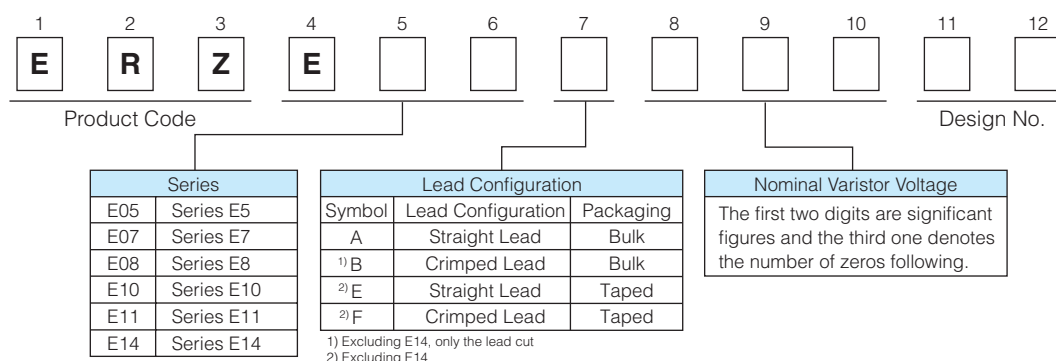 1 2 3 4 5 6 7 8 9 10 11 12
E R Z E
Product Code
Design No.
Series
E05 Series E5
E07 Series E7
E08 Series E8
E10 Series E10
E11 Series E11
E14 Series E14
Lead Configuration
Symbol Lead Configuration Packaging
A Straight Lead Bulk
1) B Crimped Lead Bulk
2) E Straight Lead Taped
2) F Crimped Lead Taped
1) Excluding E14, only the lead cut
2) Excluding E14
Nominal Varistor Voltage
The first two digits are significant
figures and the third one denotes
the number of zeros following.